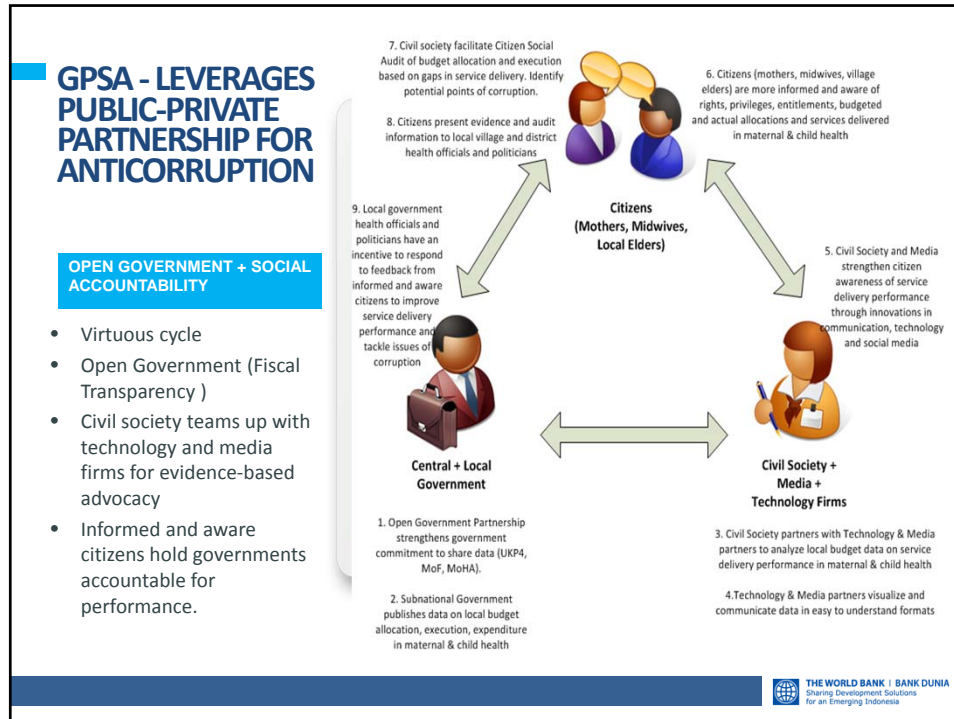 GPSA - LEVERAGES
PUBLIC-PRIVATE
PARTNERSHIP FOR
ANTICORRUPTION
OPEN GOVERNMENT + SOCIAL
ACCOUNTABILITY
• Virtuous cycle
• Open Government (Fiscal
Transparency )
• Civil society teams up with
technology and media
firms for evidence-based
advocacy
• Informed and aware
citizens hold governments
accountable for
performance.
7. Civil society facilitate Citizen Social
Audit of budget allocation and execution
based on gaps in service delivery. Identify
potential points of corruption.
8. Citizens present evidence and audit
information to local village and district
health officials and politicians
6. Citizens (mothers, midwives, village
elders) are more informed and aware of
rights, privileges, entitlements, budgeted
and actual allocations and services delivered
in maternal & child health
Citizens
(Mothers, Midwives,
Local Elders)
9. Local government
health officials and
politicians have an
incentive to respond
to feedback from
informed and aware
citizens to improve
service delivery
performance and
tackle issues of
corruption
5. Civil Society and Media
strengthen citizen
awareness of service
delivery performance
through innovations in
communication, technology
and social media
Central + Local
Government
Civil Society +
Media +
Technology Firms
1. Open Government Partnership
strengthens government
commitment to share data (UKP4,
MoF, MoHA).
2. Subnational Government
publishes data on local budget
allocation, execution, expenditure
in maternal & child health
3. Civil Society partners with Technology & Media
partners to analyze local budget data on service
delivery performance in maternal & child health
4.Technology & Media partners visualize and
communicate data in easy to understand formats
THE WORLD BANK | BANK DUNIA
Sharing Development Solutions
for an Emerging Indonesia